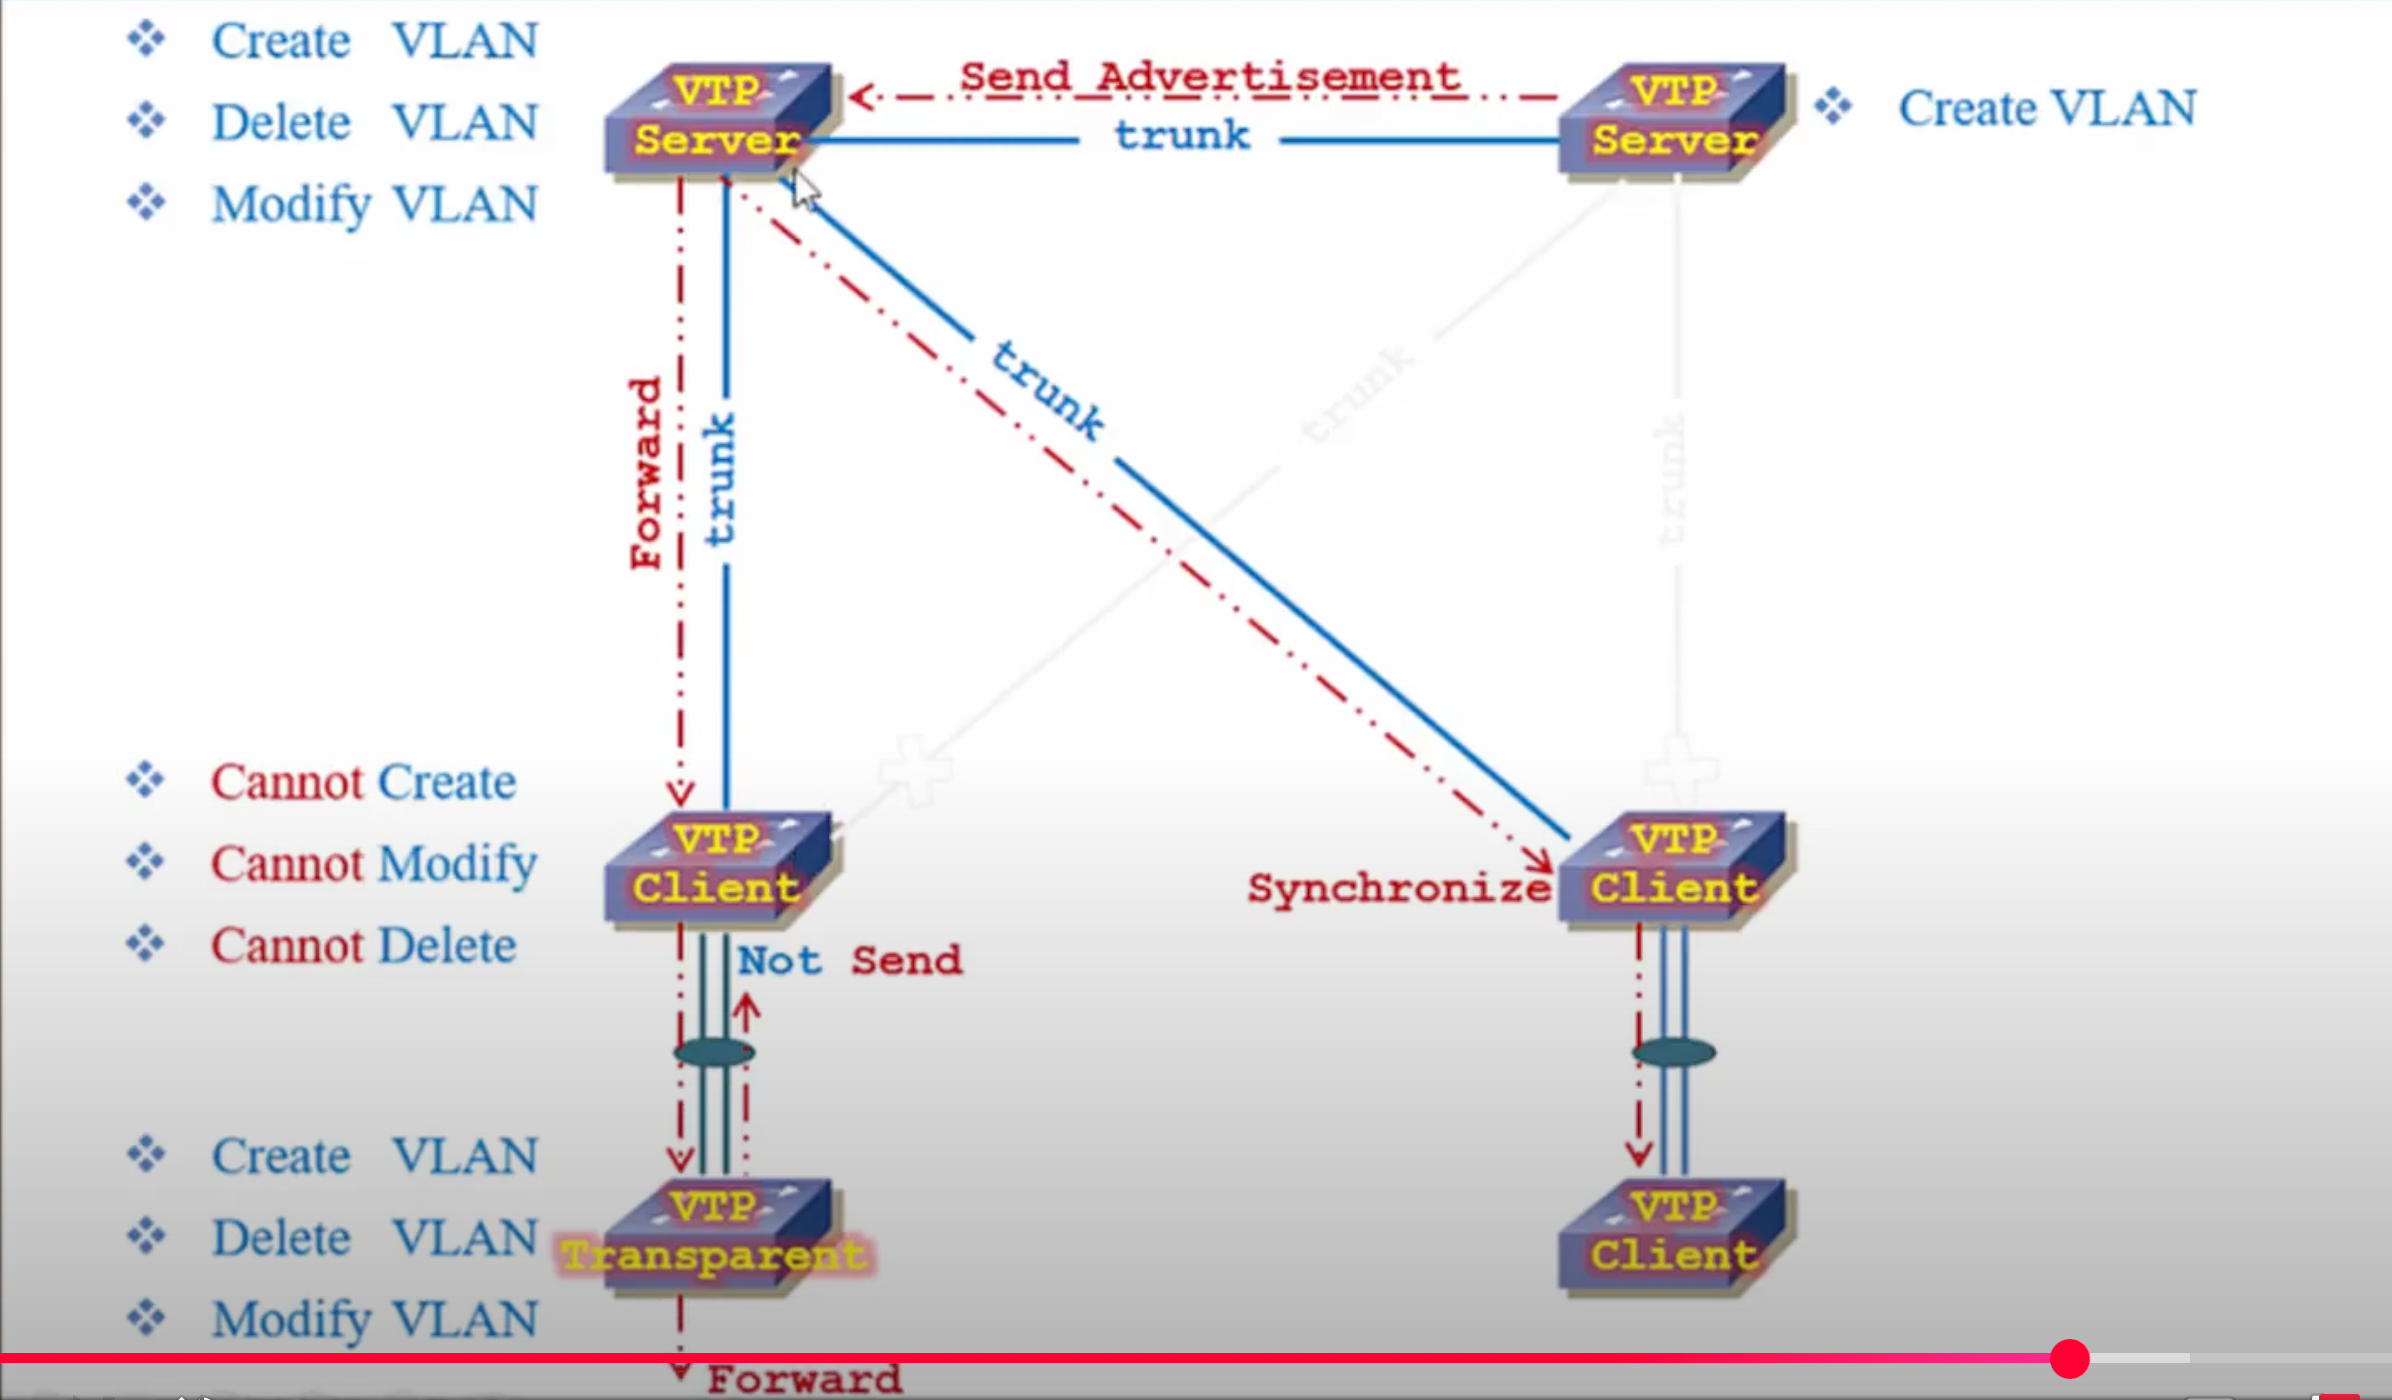 Create VLAN
Delete VLAN
Modify VLAN
VTP
Server
Send Advertisement
trunk
VTP
Server
Create VLAN
Forward
trunk
trunk
trunk
trunk
Cannot Create
Cannot Modify
Cannot Delete
VTP
Client
Synchronize
VTP
Client
Not Send
Create VLAN
Delete VLAN
Modify VLAN
VTP
Transparent
VTP
Client
Forward